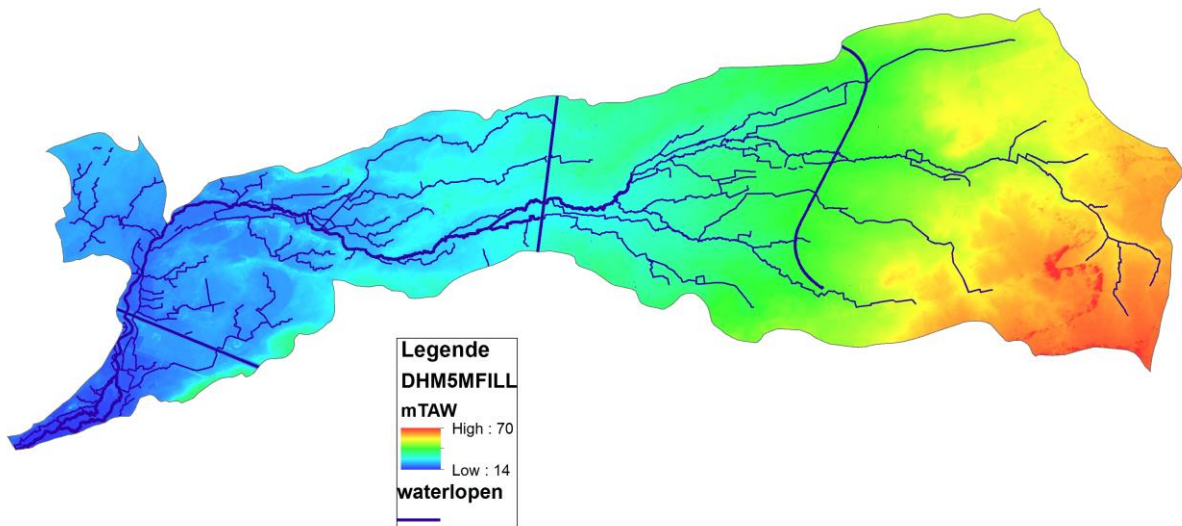 Legende
DHM5MFILL
mTAW
High : 70
Low : 14
waterlopen